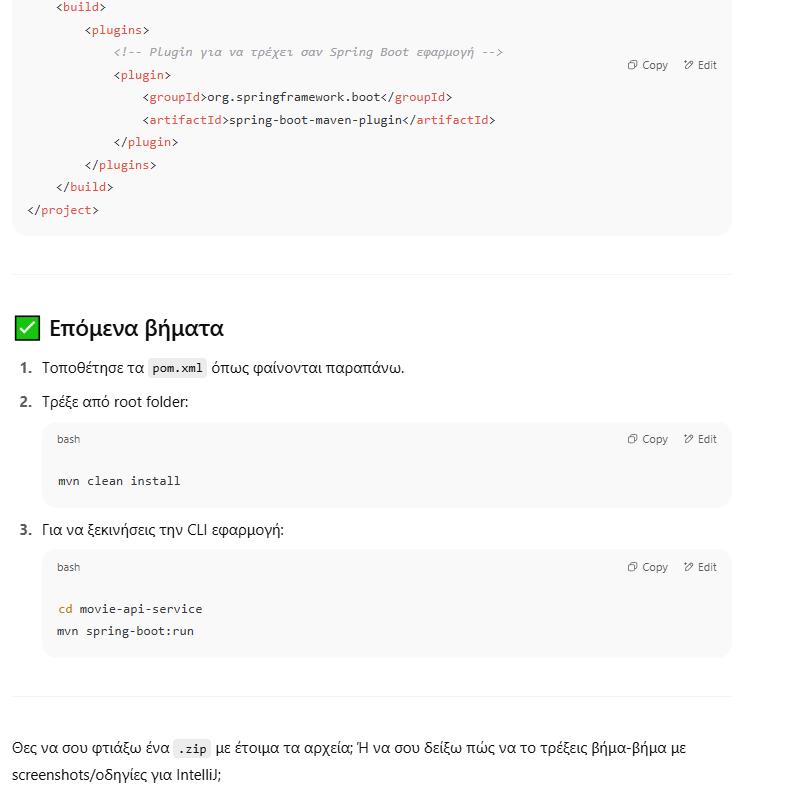 <build>
<plugins>
<!-- Plugin για να τρέχει σαν Spring Boot εφαρμογή -->
Copy Edit
<plugin>
<groupId>org.springframework.boot</groupId>
<artifactId>spring-boot-maven-plugin</artifactId>
</plugin>
</plugins>
</build>
</project>
✅ Επόμενα βήματα
1. Τοποθέτησε τα pom.xml όπως φαίνονται παραπάνω.
2. Τρέξε από root folder:
bash Copy Edit
mvn clean install
3. Για να ξεκινήσεις την CLI εφαρμογή:
bash Copy Edit
cd movie-api-service
mvn spring-boot:run
Θες να σου φτιάξω ένα .zip με έτοιμα τα αρχεία; Ή να σου δείξω πώς να το τρέξεις βήμα-βήμα με
screenshots/οδηγίες για IntelliJ;